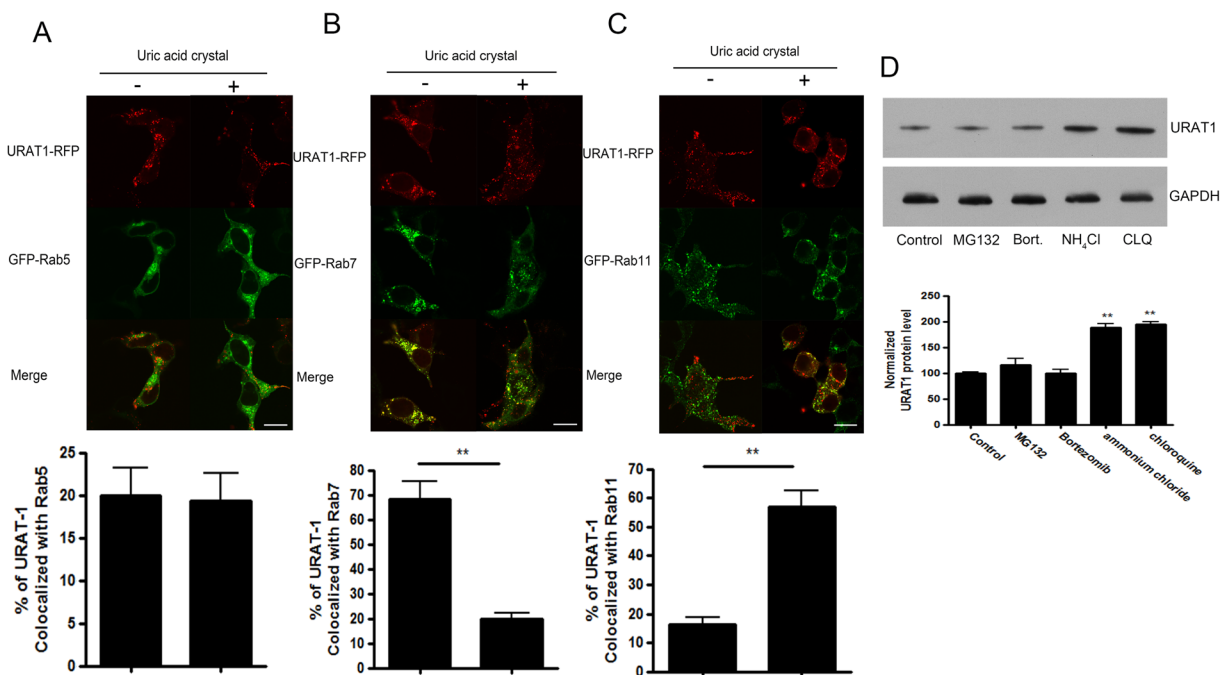 A
Uric acid crystal
- +
URAT1-RFP
GFP-Rab5
Merge
25
20
15
10
5
0
% of URAT-1
Colocalized with Rab5
B
Uric acid crystal
- +
URAT1-RFP
GFP-Rab7
Merge
**
80
70
60
50
40
30
20
10
0
% of URAT-1
Colocalized with Rab7
C
Uric acid crystal
- +
URAT1-RFP
GFP-Rab11
Merge
**
70
60
50
40
30
20
10
0
% of URAT-1
Colocalized with Rab11
D
URAT1
GAPDH
Control MG132 Bort. NH4Cl CLQ
250
200
150
100
50
0
Normalized
URAT1 protein level
** **
Control
MG132
Bortezomib
ammonium chloride
chloroquine